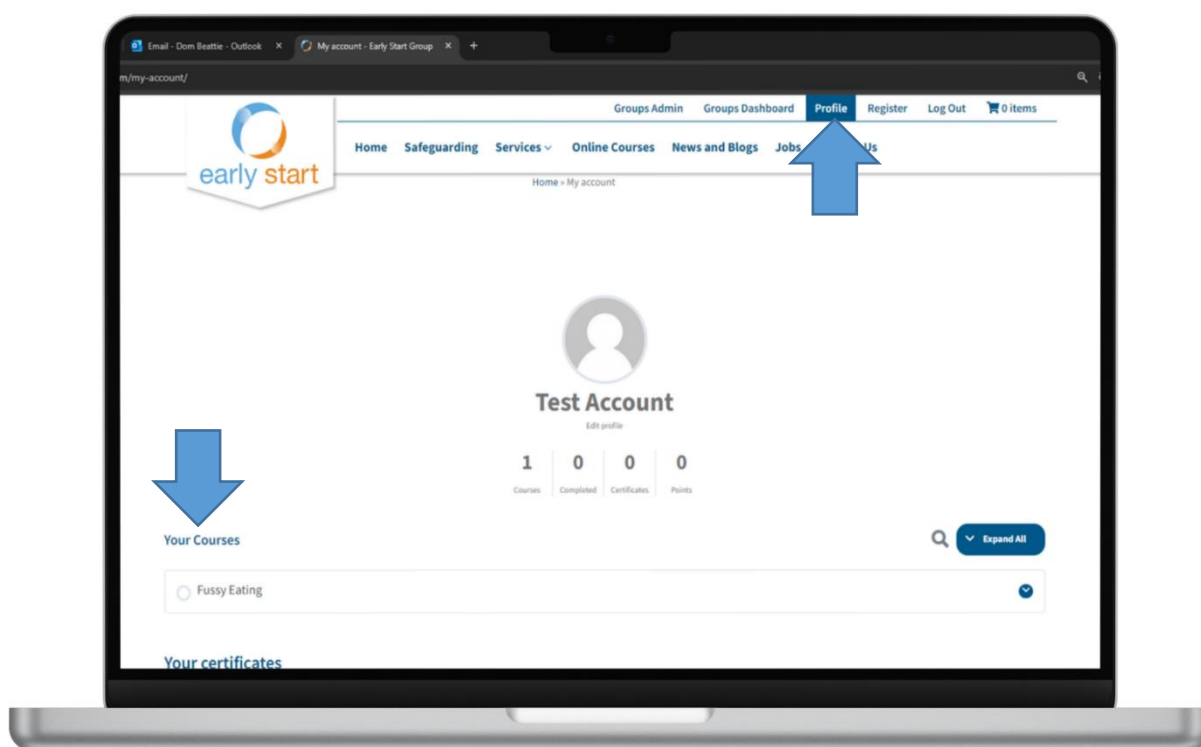 Email - Dom Beattie - Outlook × My account - Early Start Group × +
m/my-account/
Groups Admin Groups Dashboard Profile Register Log Out 0 items
early start
Home Safeguarding Services Online Courses News and Blogs Jobs Us
Home » My account
Test Account
Edit profile
1 0 0 0
Courses Completed Certificates Points
Your Courses
Expand All
Fussy Eating
Your certificates